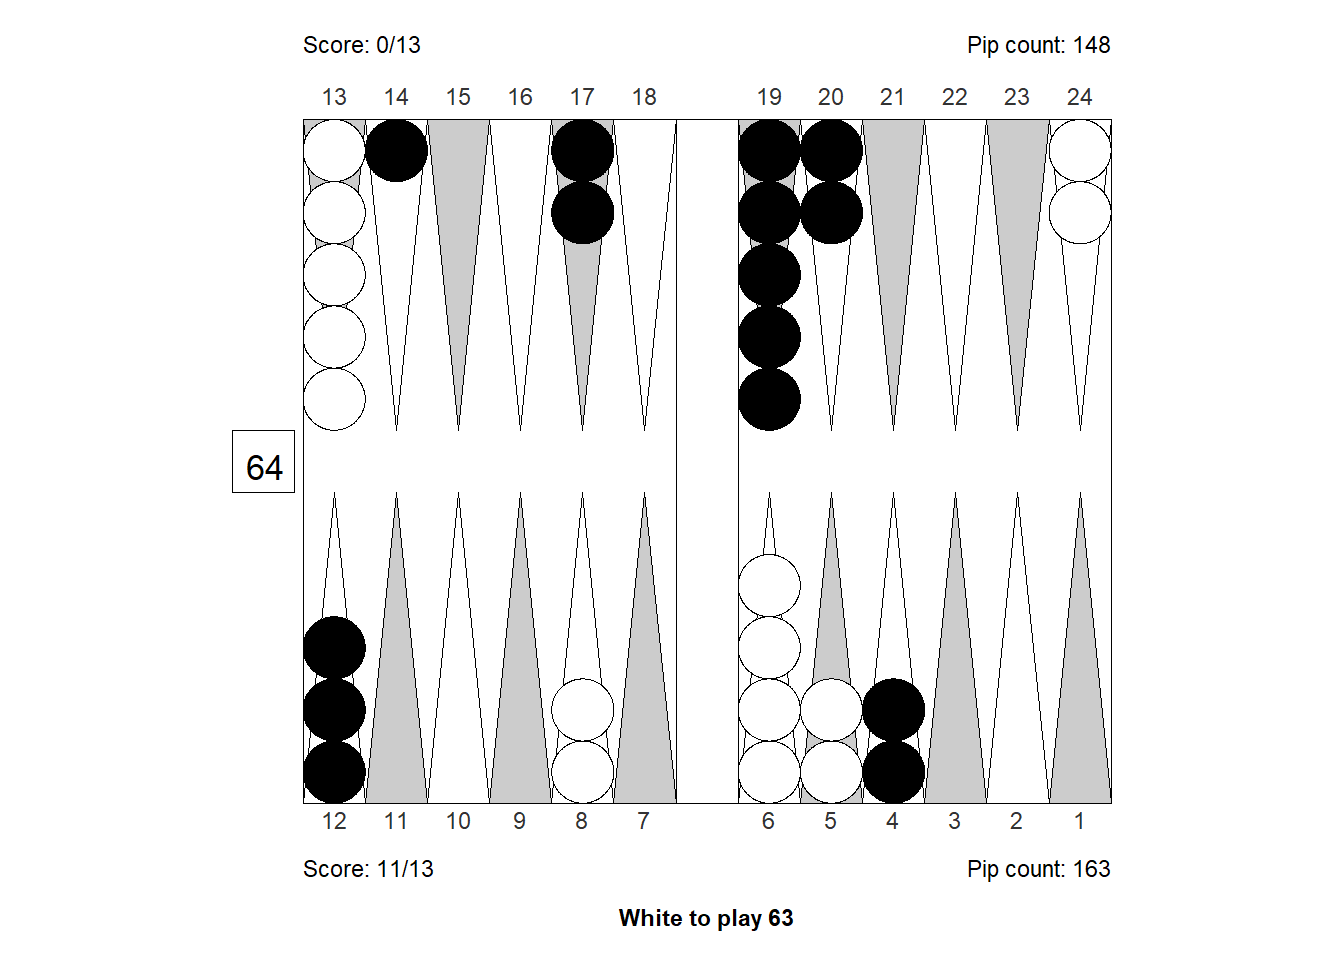 Score: 0/13 Pip count: 148
13 14 15 16 17 18 19 20 21 22 23 24
64
12 11 10 9 8 7 6 5 4 3 2 1
Score: 11/13 Pip count: 163
White to play 63